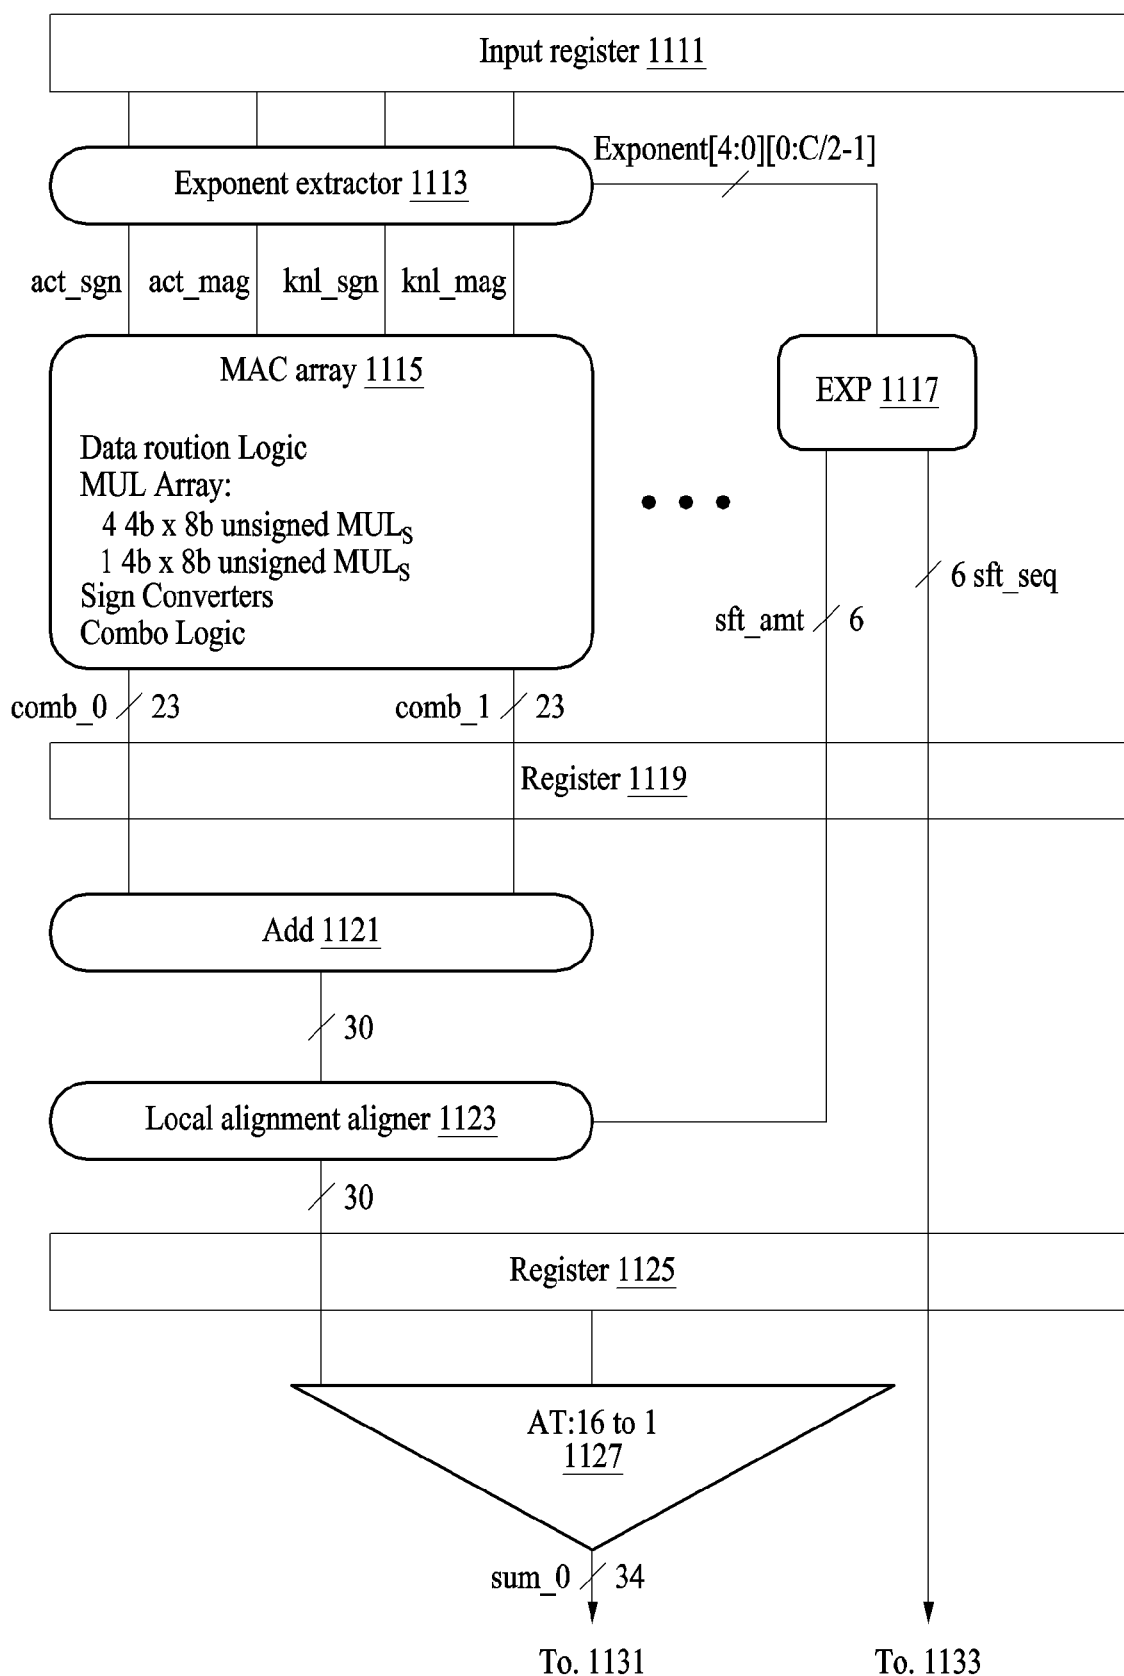 Input register 1111
Exponent[4:0][0:C/2-1]
Exponent extractor 1113
act_sgn act_mag knl_sgn knl_mag
MAC array 1115
EXP 1117
Data roution Logic
MUL Array:
4 4b x 8b unsigned MULS
1 4b x 8b unsigned MULS
Sign Converters
Combo Logic
6 sft_seq
sft_amt 6
comb_0 23 comb_1 23
Register 1119
Add 1121
30
Local alignment aligner 1123
30
Register 1125
AT:16 to 1
1127
sum_0 34
To. 1131 To. 1133